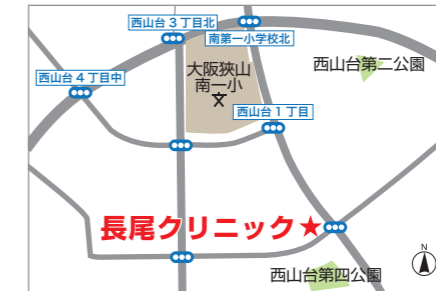 西山台3丁目北
南第一小学校北
大阪狭山
南一小
文
西山台第二公園
西山台4丁目中
西山台1丁目
長尾クリニック★
N
西山台第四公園